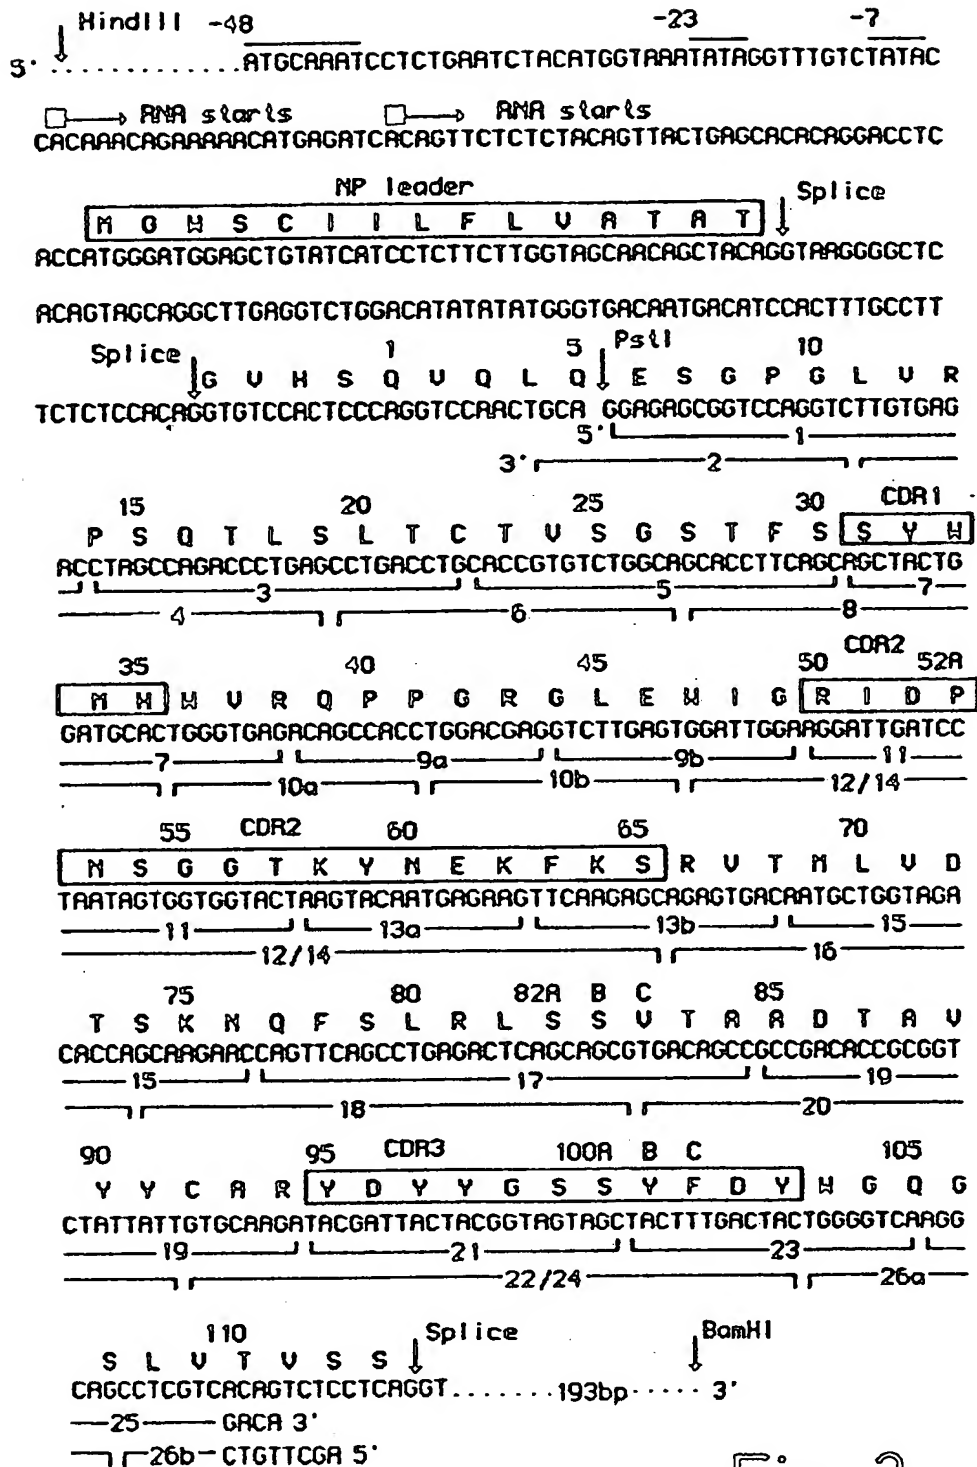 HindIII -48 -23 -7
5' ..............ATGCAAATCCTCTGAATCTACATGGTAAATATAGGTTTGTCTATAC
RNA starts RNA starts
CACAAACAGAAAAACATGAGATCACAGTTCTCTCTACAGTTACTGAGCACACAGGACCTC
NP leader Splice
M G W S C I I L F L V A T A T
ACCATGGGATGGAGCTGTATCATCCTCTTCTTGGTAGCAACAGCTACAGGTAAGGGGCTC
ACAGTAGCAGGCTTGAGGTCTGGACATATATATGGGTGACAATGACATCCACTTTGCCTT
Splice 1 5 PstI 10
G V H S Q V Q L Q E S G P G L V R
TCTCTCCACAGGTGTCCACTCCCAGGTCCAACTGCA GGAGAGCGGTCCAGGTCTTGTGAG
5' 1
3' 2
15 20 25 30 CDR1
P S Q T L S L T C T V S G S T F S S Y W
ACCTAGCCAGACCCTGAGCCTGACCTGCACCGTGTCTGGCAGCACCTTCAGCAGCTACTG
3 5 7
4 6 8
35 40 45 50 CDR2 52A
M H W V R Q P P G R G L E W I G R I D P
GATGCACTGGGTGAGACAGCCACCTGGACGAGGTCTTGAGTGGATTGGAAGGATTGATCC
7 9a 9b 11
10a 10b 12/14
55 CDR2 60 65 70
N S G G T K Y N E K F K S R V T M L V D
TAATAGTGGTGGTACTAAGTACAATGAGAAGTTCAAGAGCAGAGTGACAATGCTGGTAGA
11 13a 13b 15
12/14 16
75 80 82A B C 85
T S K N Q F S L R L S S V T A A D T A V
CACCAGCAAGAACCAGTTCAGCCTGAGACTCAGCAGCGTGACAGCCGCCGACACCGCGGT
15 17 19
18 20
90 95 CDR3 100A B C 105
Y Y C A R Y D Y Y G S S Y F D Y W G Q G
CTATTATTGTGCAAGATACGATTACTACGGTAGTAGCTACTTTGACTACTGGGGTCAAGG
19 21 23
22/24 26a
110 Splice BamHI
S L V T V S S
CAGCCTCGTCACAGTCTCCTCAGGT.......193bp..... 3'
25 GACA 3'
26b CTGTTCGA 5'